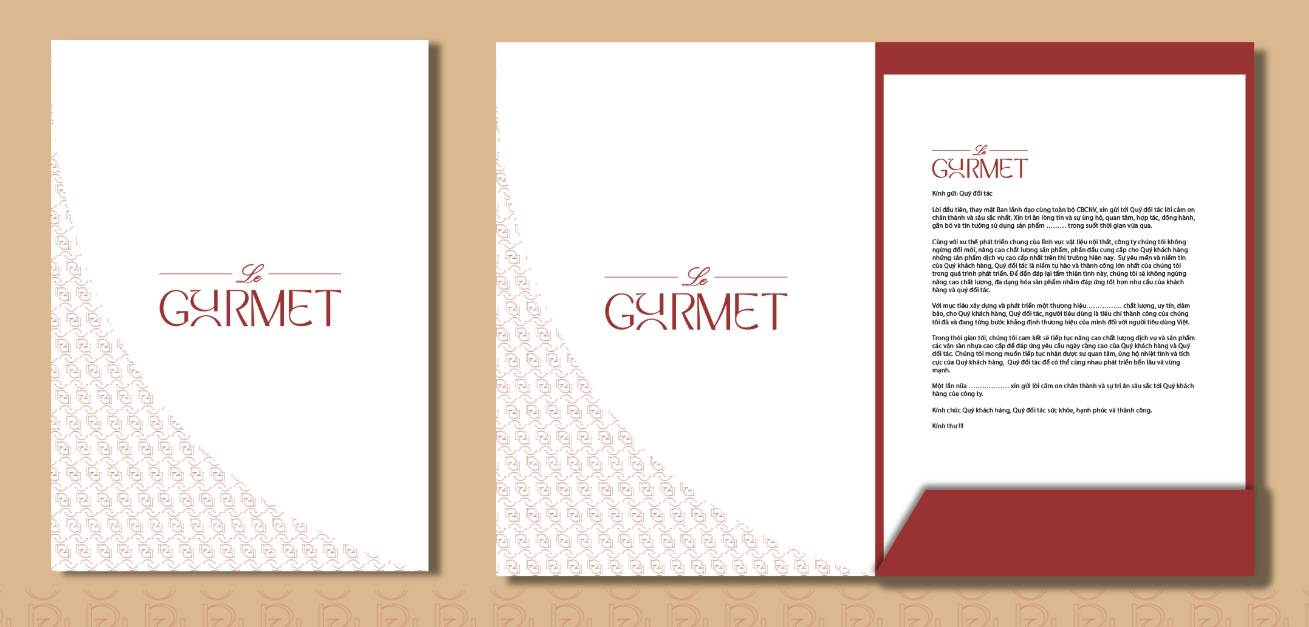 Le
GOURMET
Le
GOURMET
Le
GOURMET
Kính gửi: Quý đối tác
Lời đầu tiên, thay mặt Ban lãnh đạo cùng toàn bộ CBCNV, xin gửi tới Quý đối tác lời cảm ơn
chân thành và sâu sắc nhất. Xin tri ân lòng tin và sự ủng hộ, quan tâm, hợp tác, đồng hành,
gắn bó và tin tưởng sử dụng sản phẩm ……… trong suốt thời gian vừa qua.
Cùng với xu thế phát triển chung của lĩnh vực vật liệu nội thất, công ty chúng tôi không
ngừng đổi mới, nâng cao chất lượng sản phẩm, phấn đấu cung cấp cho Quý khách hàng
những sản phẩm dịch vụ cao cấp nhất trên thị trường hiện nay. Sự yêu mến và niềm tin
của Quý khách hàng, Quý đối tác là niềm tự hào và thành công lớn nhất của chúng tôi
trong quá trình phát triển. Để đền đáp lại tấm thiện tình này, chúng tôi sẽ không ngừng
nâng cao chất lượng, đa dạng hóa sản phẩm nhằm đáp ứng tốt hơn nhu cầu của khách
hàng và quý đối tác.
Với mục tiêu xây dựng và phát triển một thương hiệu…………… chất lượng, uy tín, đảm
bảo, cho Quý khách hàng, Quý đối tác, người tiêu dùng là tiêu chí thành công của chúng
tôi đã và đang từng bước khẳng định thương hiệu của mình đối với người tiêu dùng Việt.
Trong thời gian tới, chúng tôi cam kết sẽ tiếp tục nâng cao chất lượng dịch vụ và sản phẩm
các ván sàn nhựa cao cấp để đáp ứng yêu cầu ngày càng cao của Quý khách hàng và Quý
đối tác. Chúng tôi mong muốn tiếp tục nhận được sự quan tâm, ủng hộ nhiệt tình và tích
cực của Quý khách hàng, Quý đối tác để có thể cùng nhau phát triển bền lâu và vững
mạnh.
Một lần nữa ……………… xin gửi lời cảm ơn chân thành và sự tri ân sâu sắc tới Quý khách
hàng của công ty.
Kính chúc Quý khách hàng, Quý đối tác sức khỏe, hạnh phúc và thành công.
Kính thư !!!